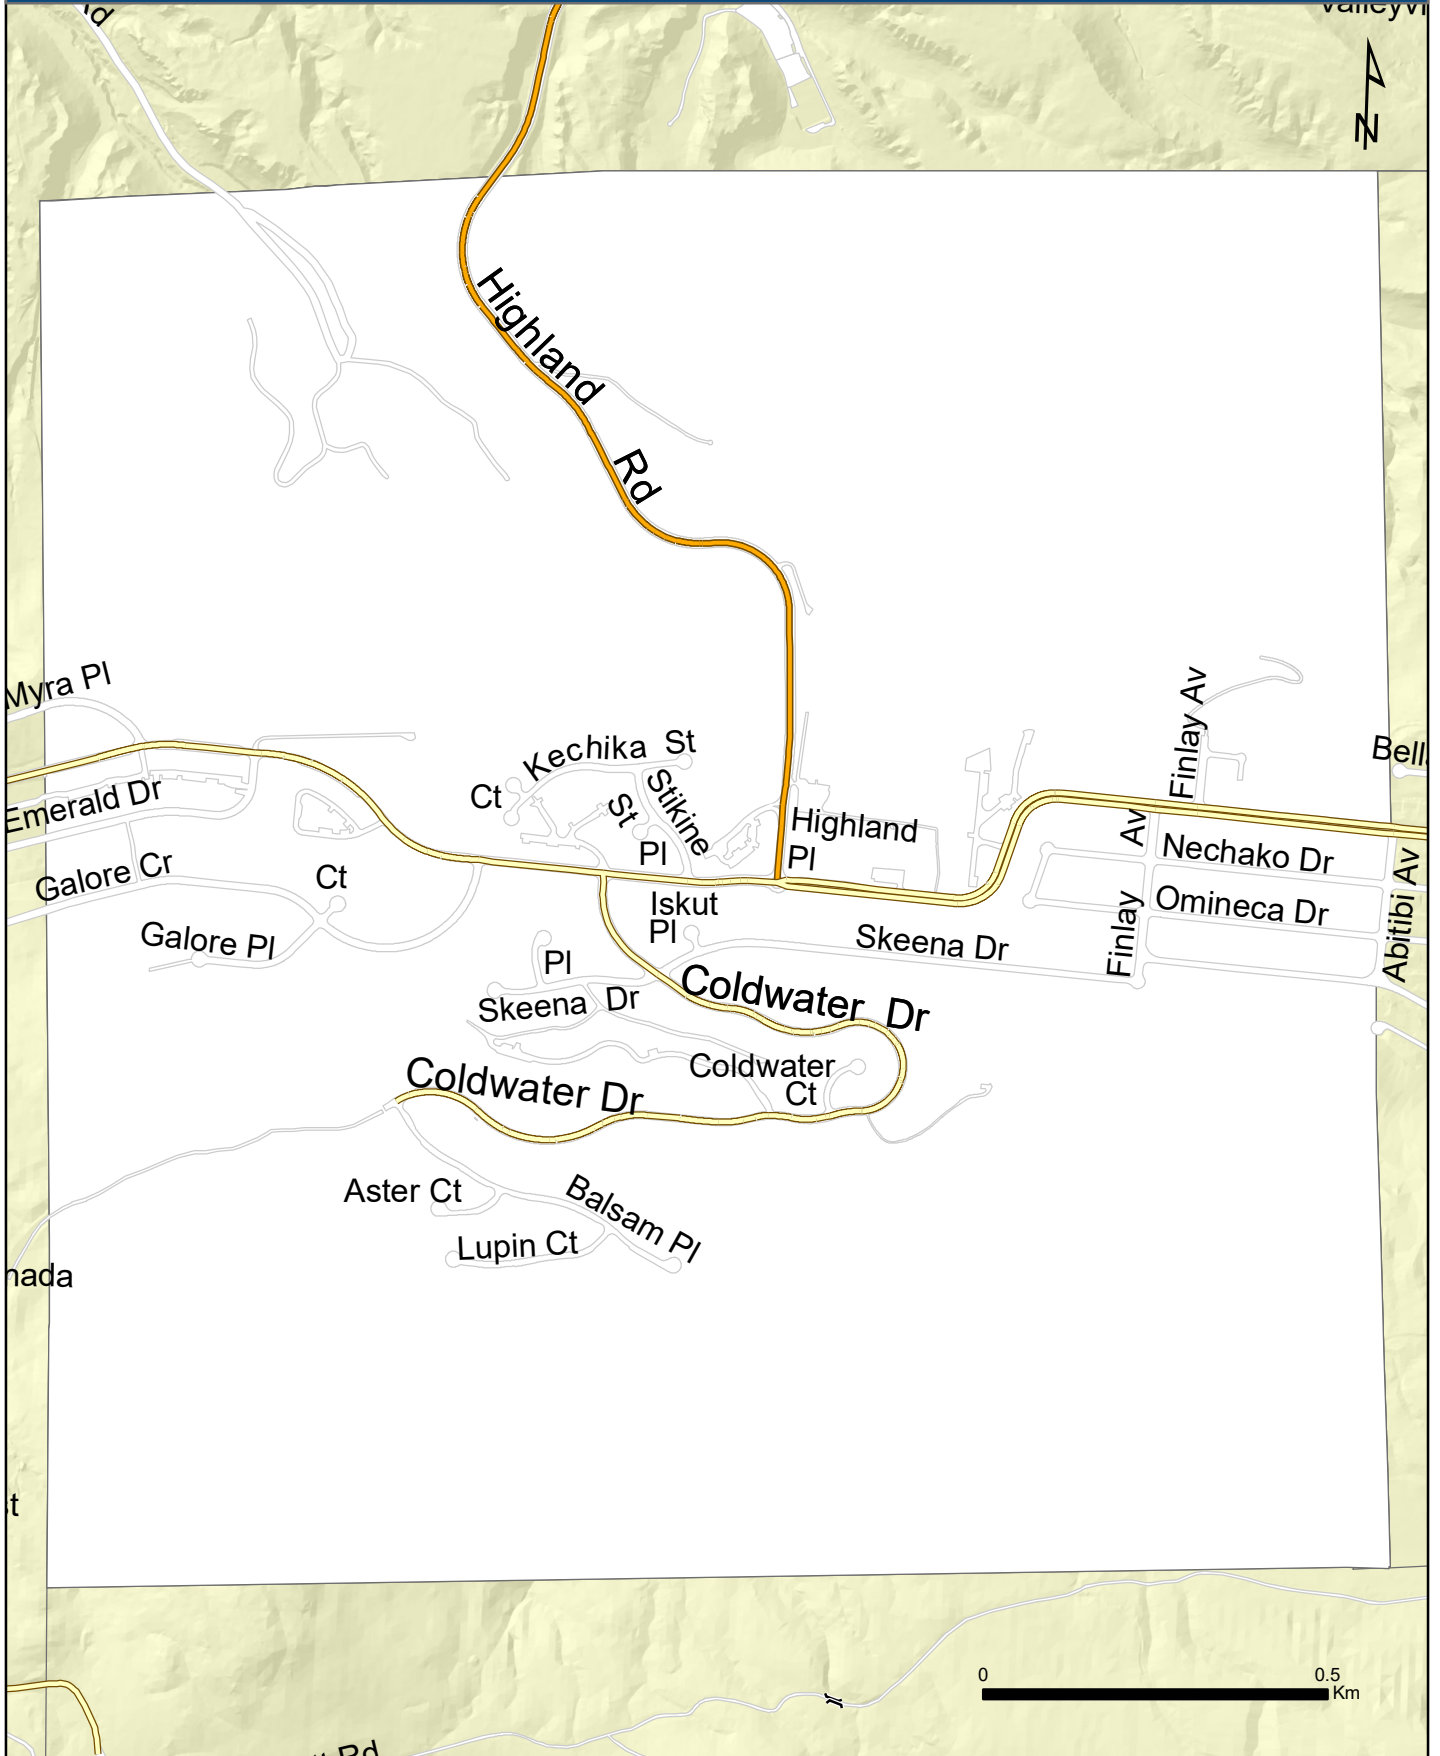 N
Highland
Rd
Myra Pl
Kechika St
Ct
Stikine
St
Pl
Highland
Pl
Finlay Av
Emerald Dr
Av
Nechako Dr
Galore Cr
Ct
Iskut
Pl
Omineca Dr
Finlay
Abitibi Av
Galore Pl
Skeena Dr
Pl
Skeena Dr
Coldwater Dr
Coldwater
Ct
Coldwater Dr
Aster Ct
Balsam Pl
Lupin Ct
0 0.5
Km
Rd